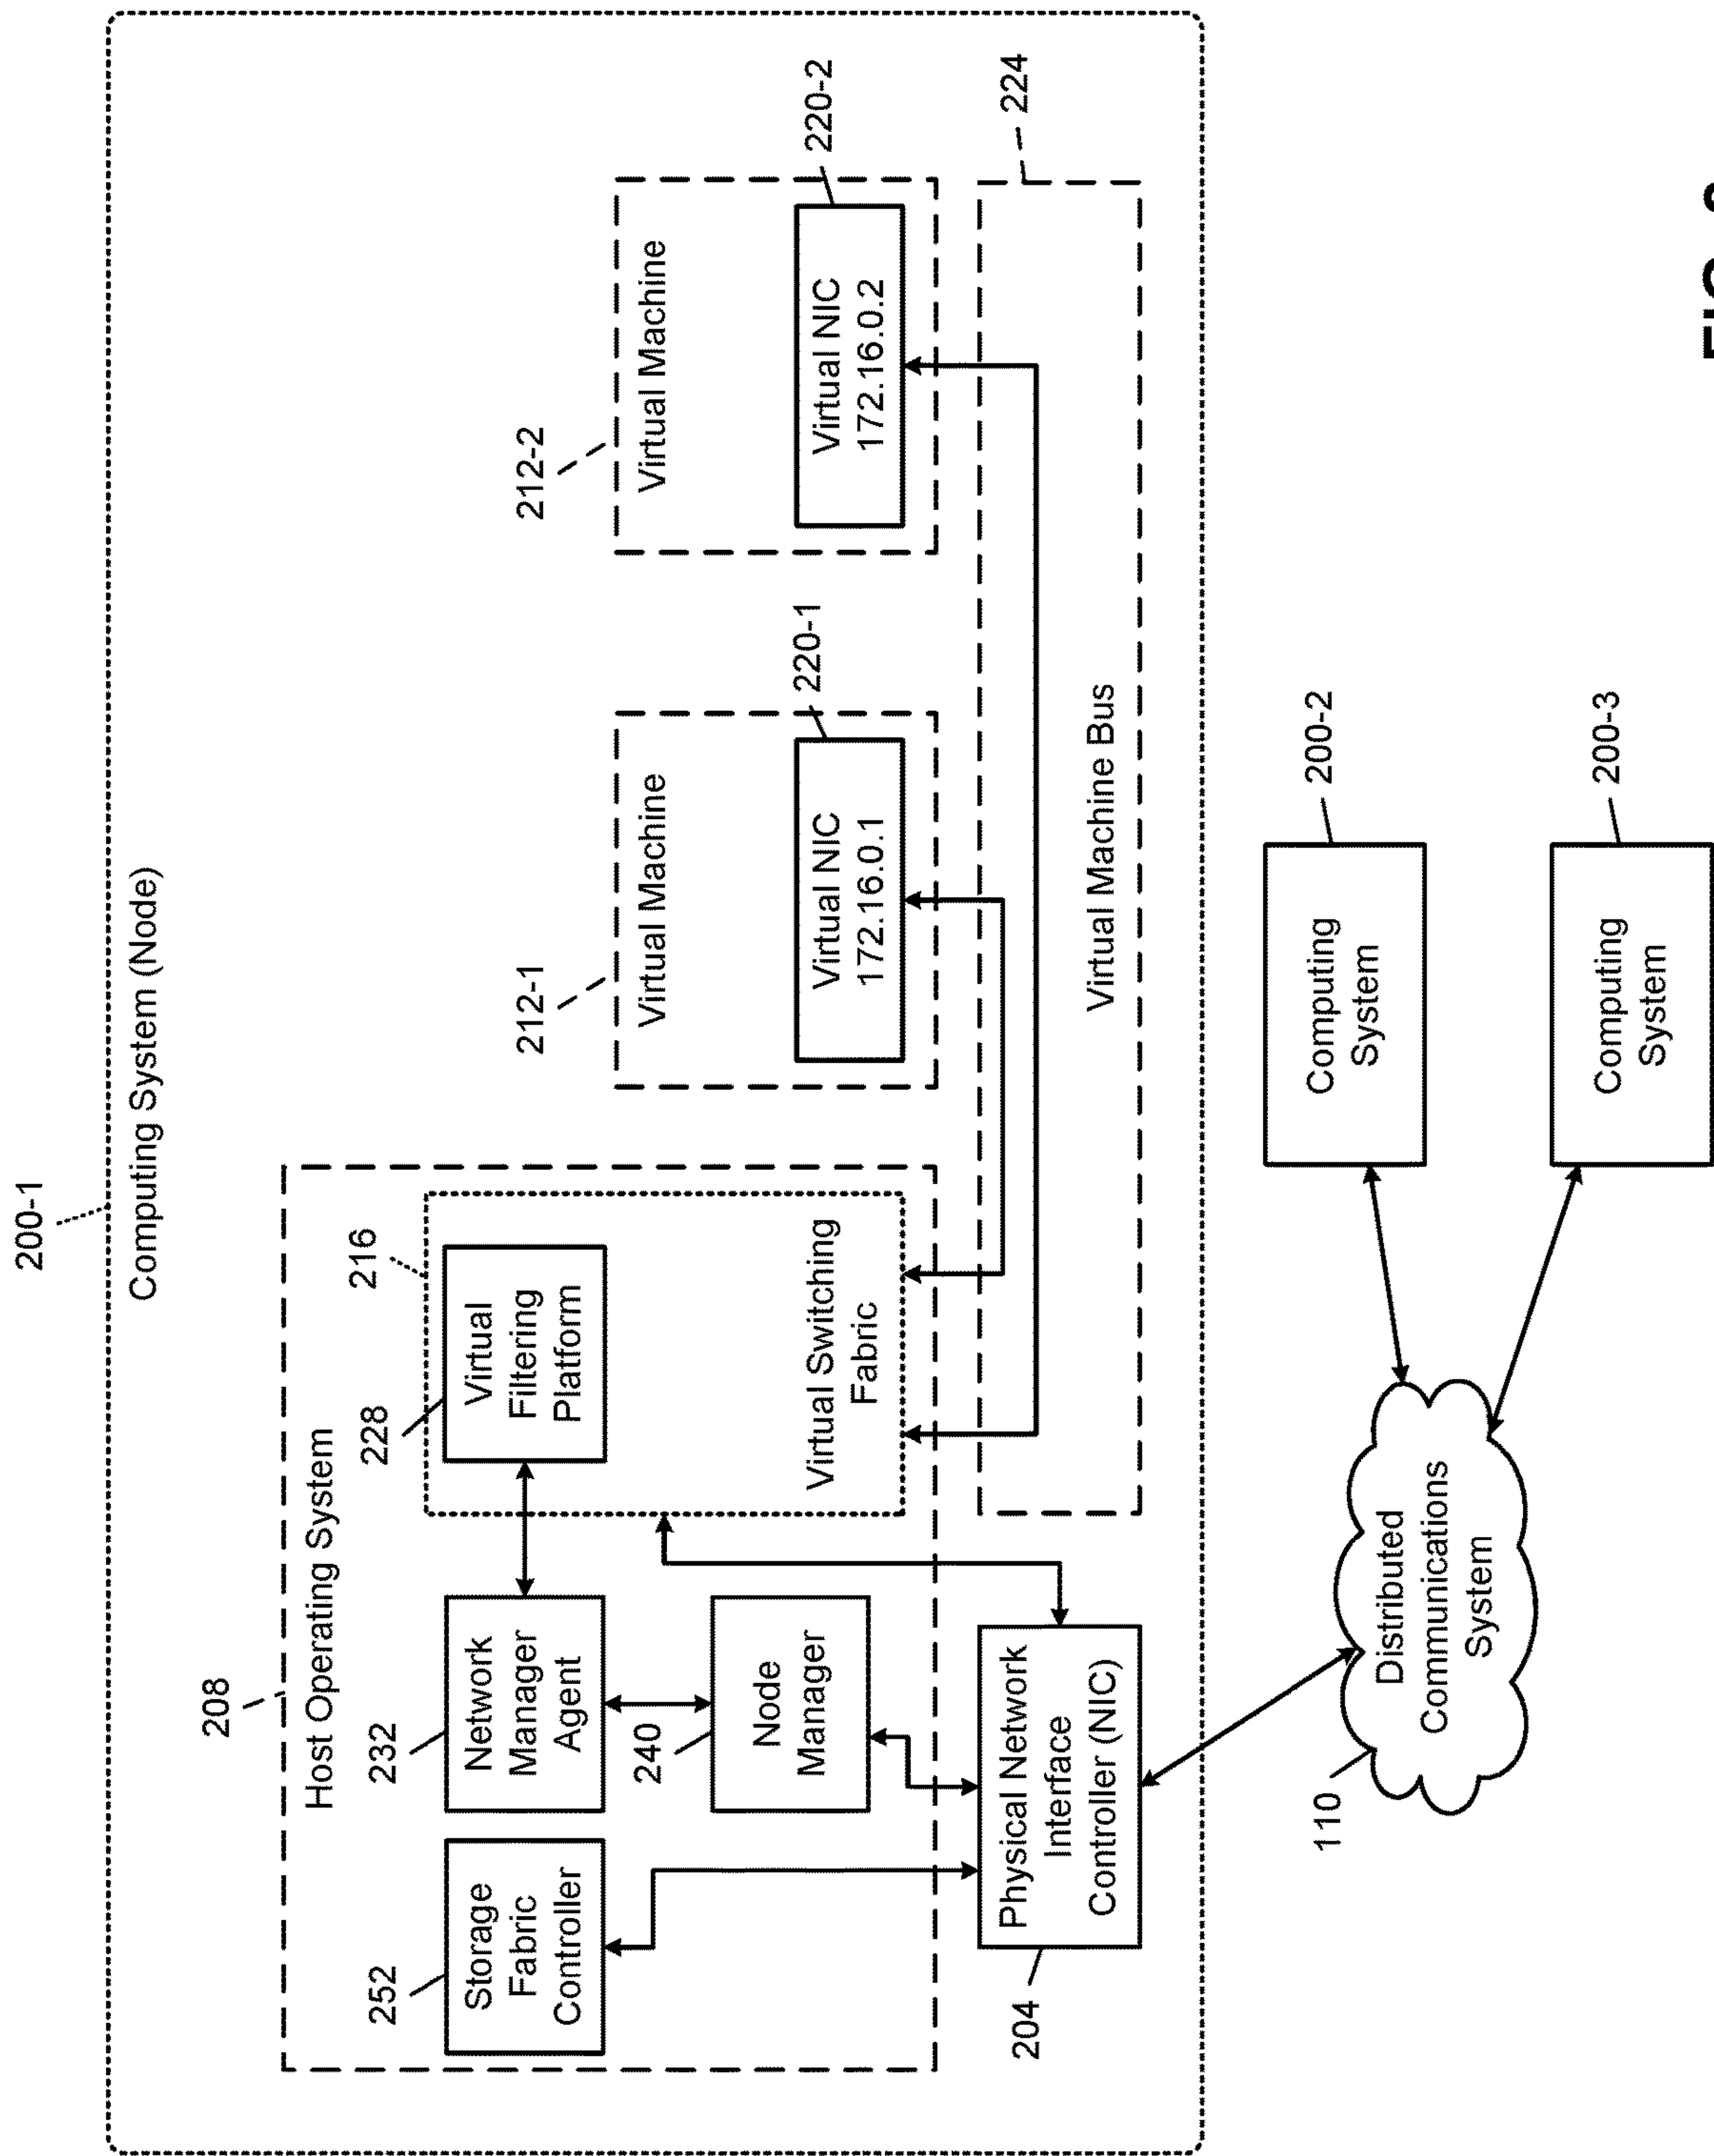 200-1
Computing System (Node)
208
Host Operating System
252
Storage
Fabric
Controller
232
Network
Manager
Agent
240
Node
Manager
228
Virtual
Filtering
Platform
216
Virtual Switching
Fabric
212-1
Virtual Machine
Virtual NIC
172.16.0.1
220-1
212-2
Virtual Machine
Virtual NIC
172.16.0.2
220-2
224
Virtual Machine Bus
204
Physical Network
Interface
Controller (NIC)
110
Distributed
Communications
System
Computing
System
200-2
Computing
System
200-3
FIG.